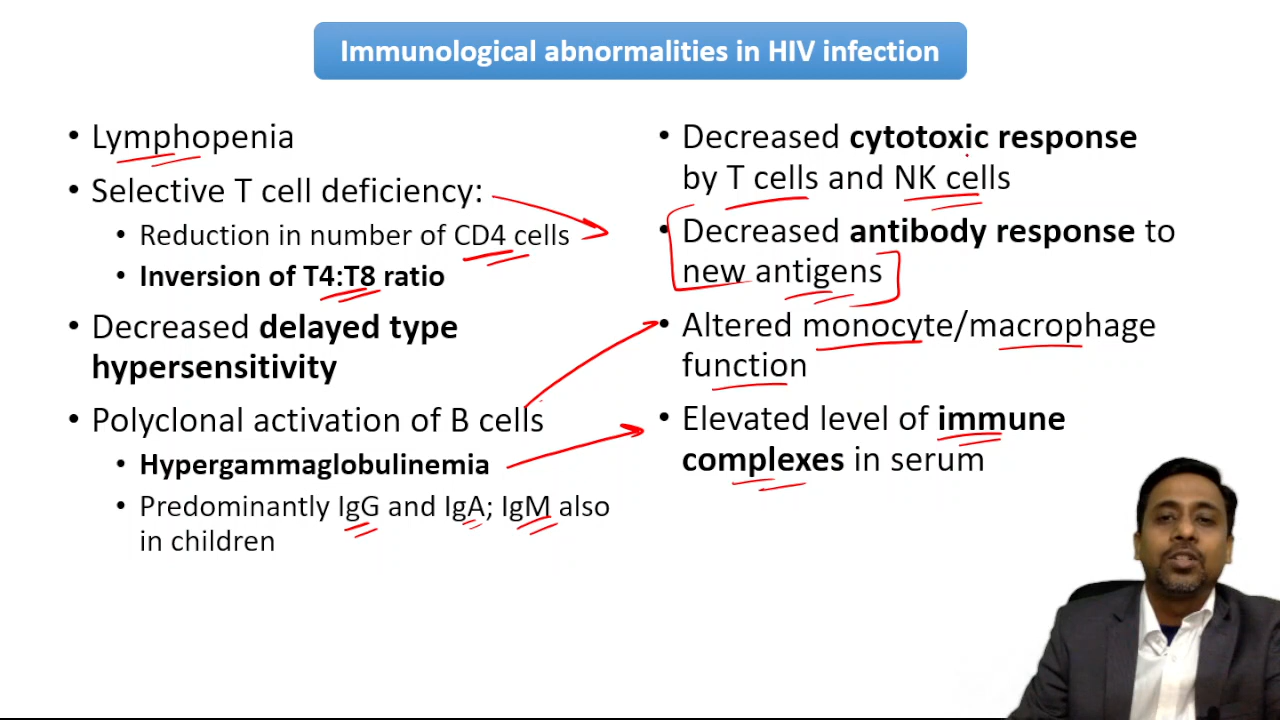 Immunological abnormalities in HIV infection
• Lymphopenia
• Selective T cell deficiency:
• Reduction in number of CD4 cells
• Inversion of T4:T8 ratio
• Decreased delayed type
hypersensitivity
• Polyclonal activation of B cells
• Hypergammaglobulinemia
• Predominantly IgG and IgA; IgM also
in children
• Decreased cytotoxic response
by T cells and NK cells
• Decreased antibody response to
new antigens
• Altered monocyte/macrophage
function
• Elevated level of immune
complexes in serum